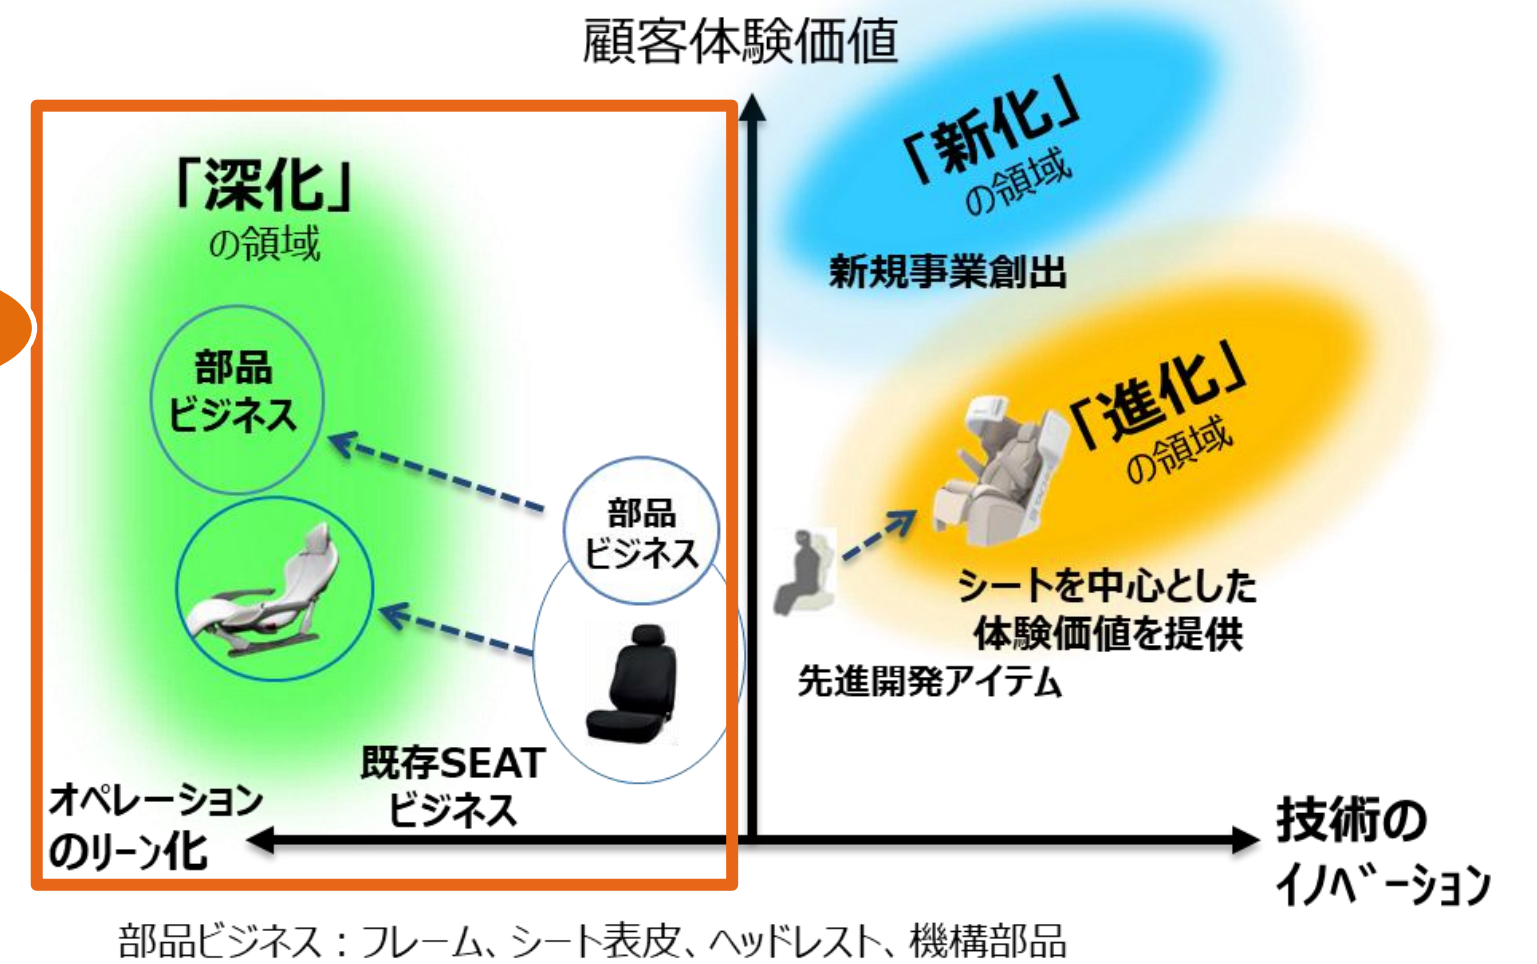 顧客体験価値
「深化」
の領域
部品
ビジネス
部品
ビジネス
既存SEAT
ビジネス
オペレーション
のリーン化
「新化」
の領域
新規事業創出
「進化」
の領域
シートを中心とした
体験価値を提供
先進開発アイテム
技術の
イノベーション
部品ビジネス：フレーム、シート表皮、ヘッドレスト、機構部品